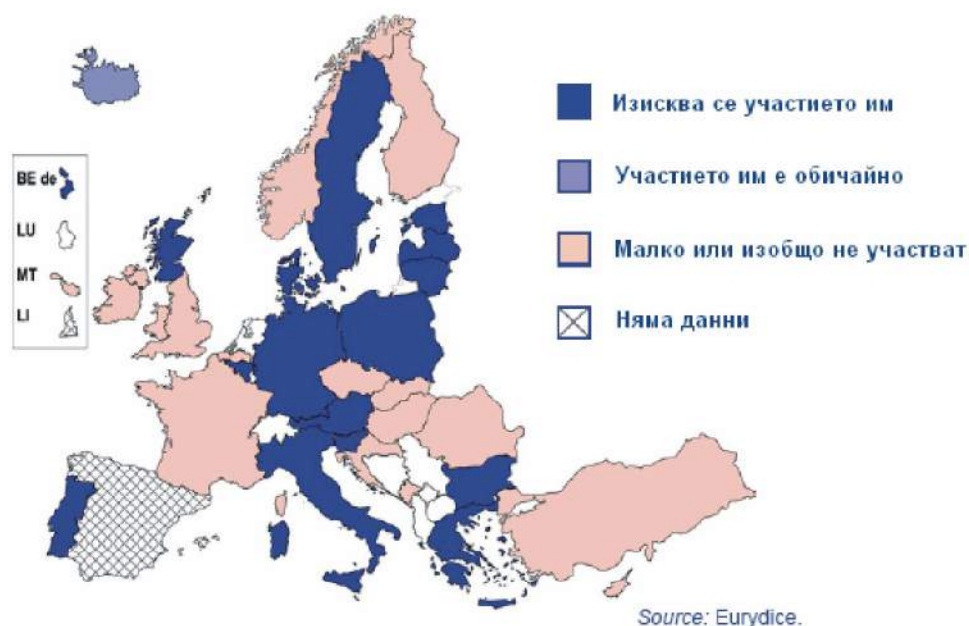 Изисква се участието им
Участието им е обичайно
Малко или изобщо не участват
Няма данни
BE de
LU
MT
LI
Source: Eurydice.